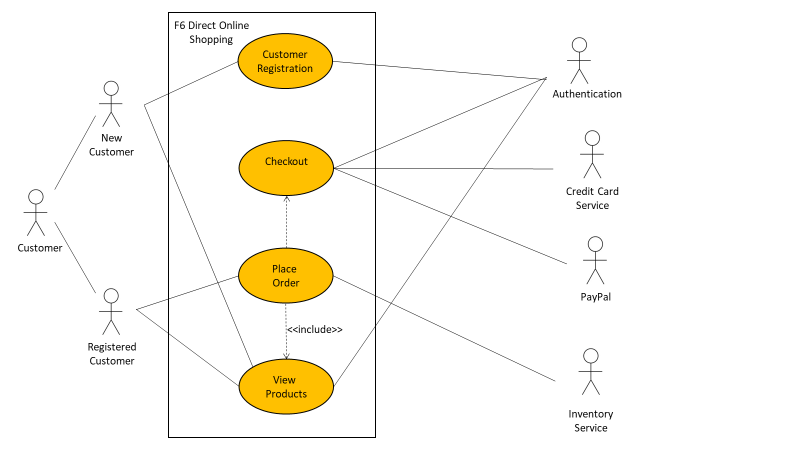 F6 Direct Online
Shopping
Customer
Registration
Authentication
New
Customer
Checkout
Credit Card
Service
Customer
Place
Order
PayPal
<<include>>
Registered
Customer
View
Products
Inventory
Service